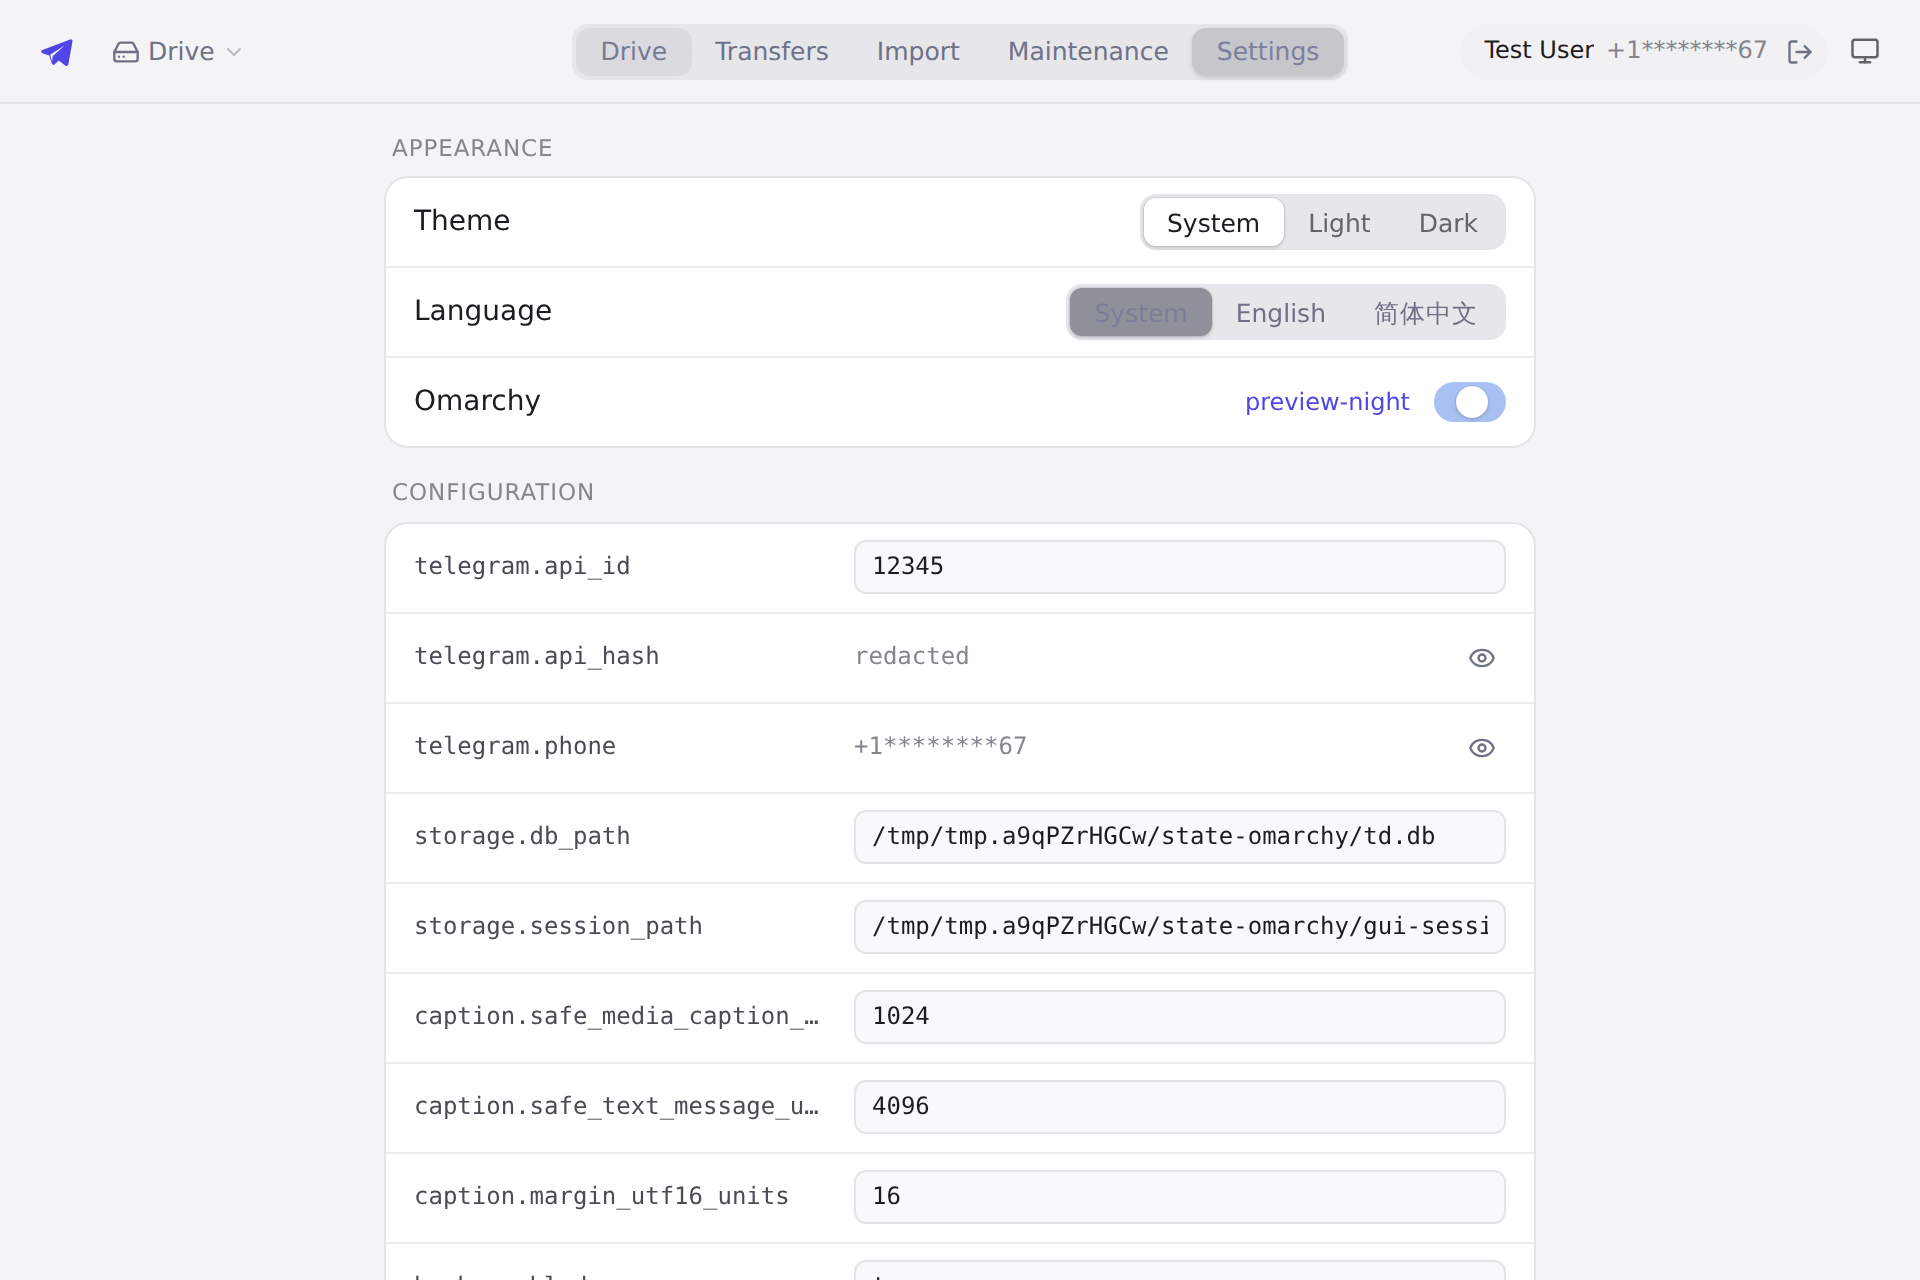 Drive
Drive Transfers Import Maintenance Settings
Test User +1********67
APPEARANCE
Theme
System Light Dark
Language
System English 简体中文
Omarchy
preview-night
CONFIGURATION
telegram.api_id
12345
telegram.api_hash
redacted
telegram.phone
+1********67
storage.db_path
/tmp/tmp.a9qPZrHGCw/state-omarchy/td.db
storage.session_path
/tmp/tmp.a9qPZrHGCw/state-omarchy/gui-sessi
caption.safe_media_caption_…
1024
caption.safe_text_message_u…
4096
caption.margin_utf16_units
16